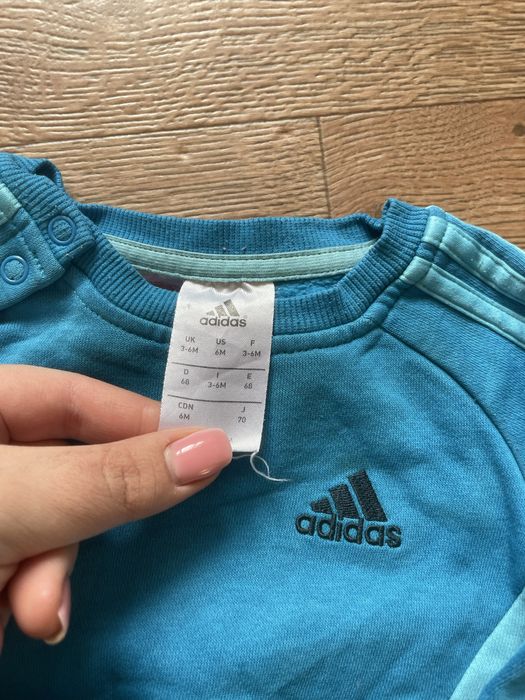 adidas
UK US F
3-6M 6M 3-6M
D I E
68 3-6M 68
CDN J
6M 70
adidas